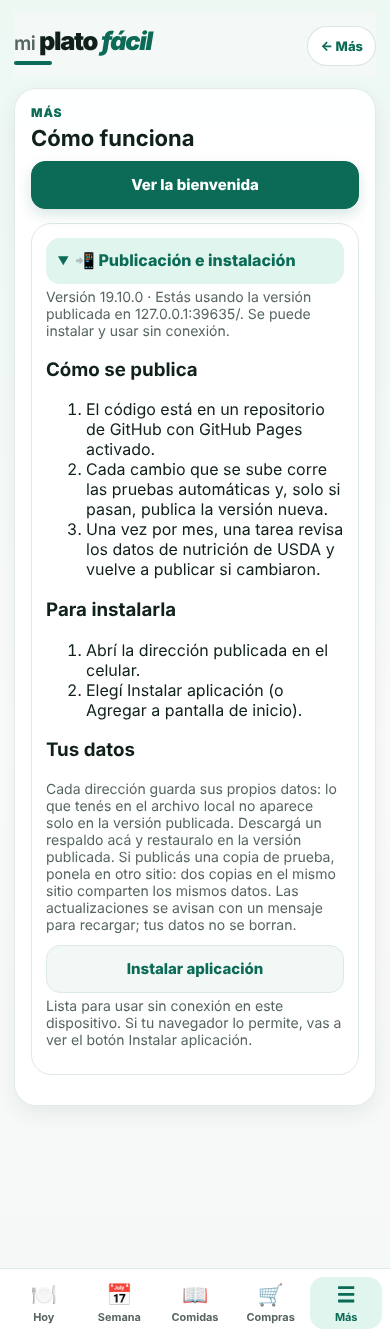 mi plato fácil
← Más
MÁS
Cómo funciona
Ver la bienvenida
▼ 📲 Publicación e instalación
Versión 19.10.0 · Estás usando la versión
publicada en 127.0.0.1:39635/. Se puede
instalar y usar sin conexión.
Cómo se publica
1. El código está en un repositorio
de GitHub con GitHub Pages
activado.
2. Cada cambio que se sube corre
las pruebas automáticas y, solo si
pasan, publica la versión nueva.
3. Una vez por mes, una tarea revisa
los datos de nutrición de USDA y
vuelve a publicar si cambiaron.
Para instalarla
1. Abrí la dirección publicada en el
celular.
2. Elegí Instalar aplicación (o
Agregar a pantalla de inicio).
Tus datos
Cada dirección guarda sus propios datos: lo
que tenés en el archivo local no aparece
solo en la versión publicada. Descargá un
respaldo acá y restauralo en la versión
publicada. Si publicás una copia de prueba,
ponela en otro sitio: dos copias en el mismo
sitio comparten los mismos datos. Las
actualizaciones se avisan con un mensaje
para recargar; tus datos no se borran.
Instalar aplicación
Lista para usar sin conexión en este
dispositivo. Si tu navegador lo permite, vas a
ver el botón Instalar aplicación.
Hoy Semana Comidas Compras Más